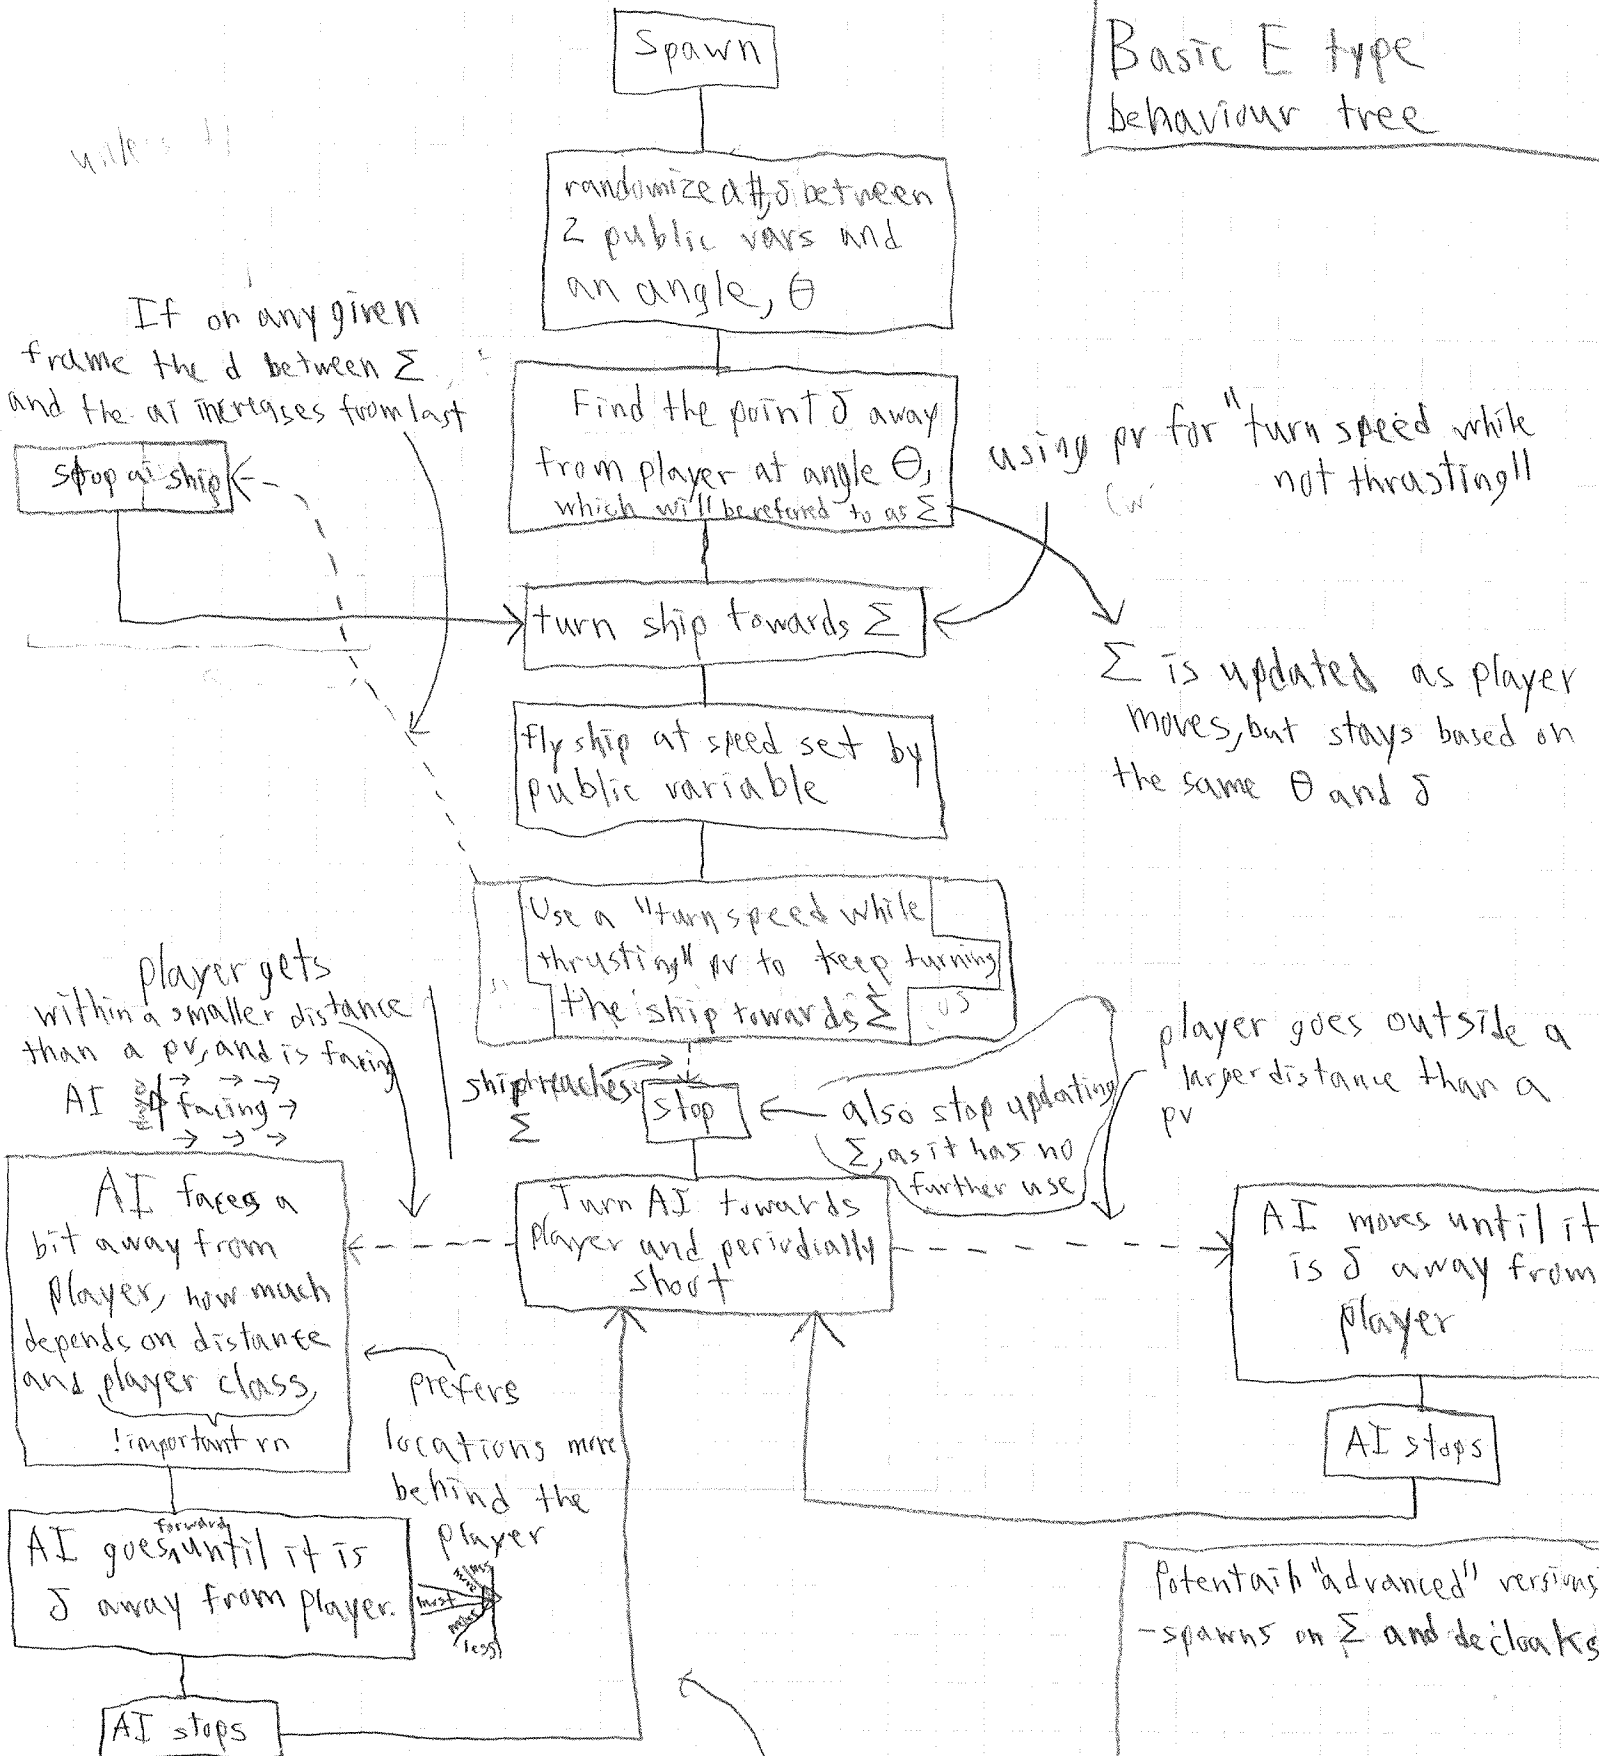 Spawn
Basic E type
behaviour tree
randomize a #, δ between
2 public vars and
an angle, θ
If on any given
frame the d between Σ
and the ai increases from last
stop ai ship
Find the point δ away
from player at angle θ,
which will be referred to as Σ
using pv for "turn speed while
not thrusting"
turn ship towards Σ
Σ is updated as player
moves, but stays based on
the same θ and δ
fly ship at speed set by
public variable
Use a "turn speed while
thrusting" pv to keep turning
the ship towards Σ
player gets
within a smaller distance
than a pv, and is facing
AI
facing
ship reaches
Σ
stop
also stop updating
Σ, as it has no
further use
player goes outside a
larger distance than a
pv
AI faces a
bit away from
player, how much
depends on distance
and player class,
!important rn
Turn AI towards
player and periodially
shoot
AI moves until it
is δ away from
player
AI stops
prefers
locations more
behind the
player
AI goes forward until it is
δ away from player.
most
less
AI stops
Potentail "advanced" versions
-spawns on Σ and decloaks